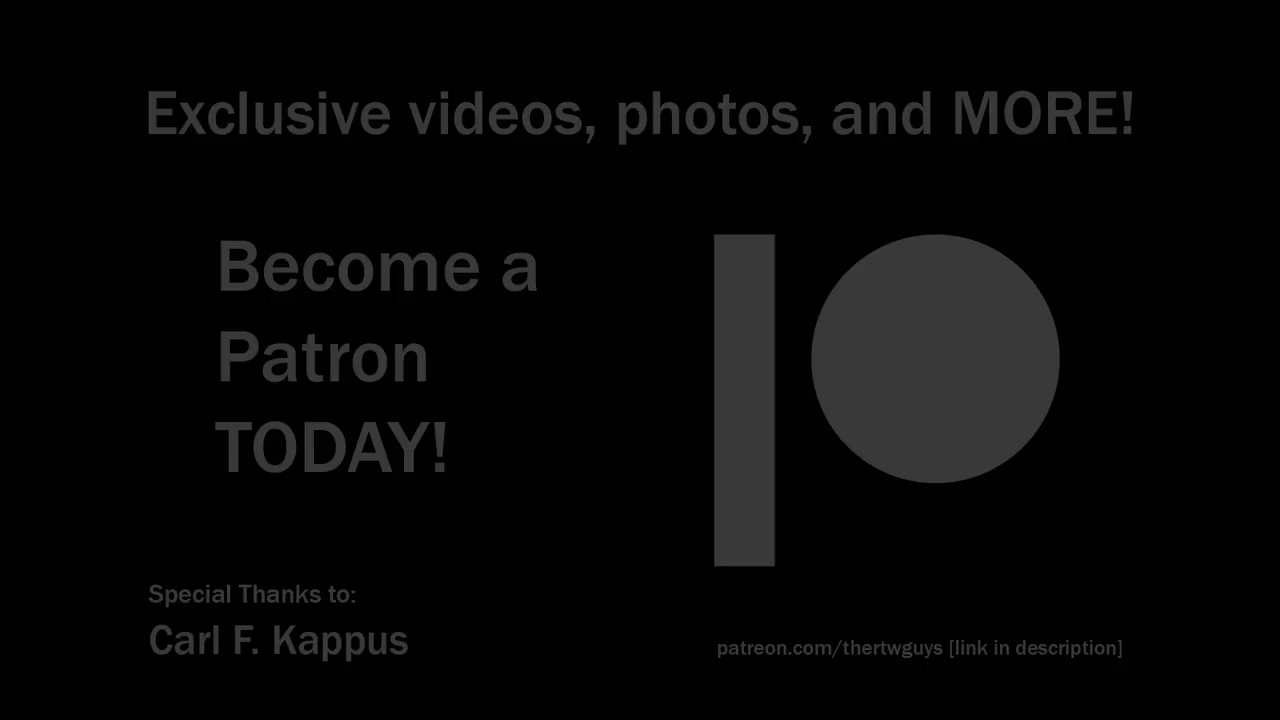 Exclusive videos, photos, and MORE!
Become a
Patron
TODAY!
Special Thanks to:
Carl F. Kappus
patreon.com/thertwguys [link in description]